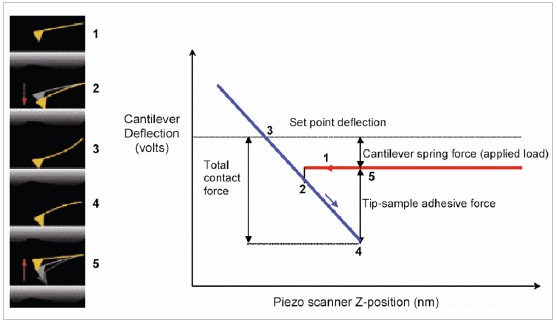 1
2
3
4
5
Cantilever
Deflection
(volts)
Set point deflection
3
Total
contact
force
1
Cantilever spring force (applied load)
2
5
Tip-sample adhesive force
4
Piezo scanner Z-position (nm)